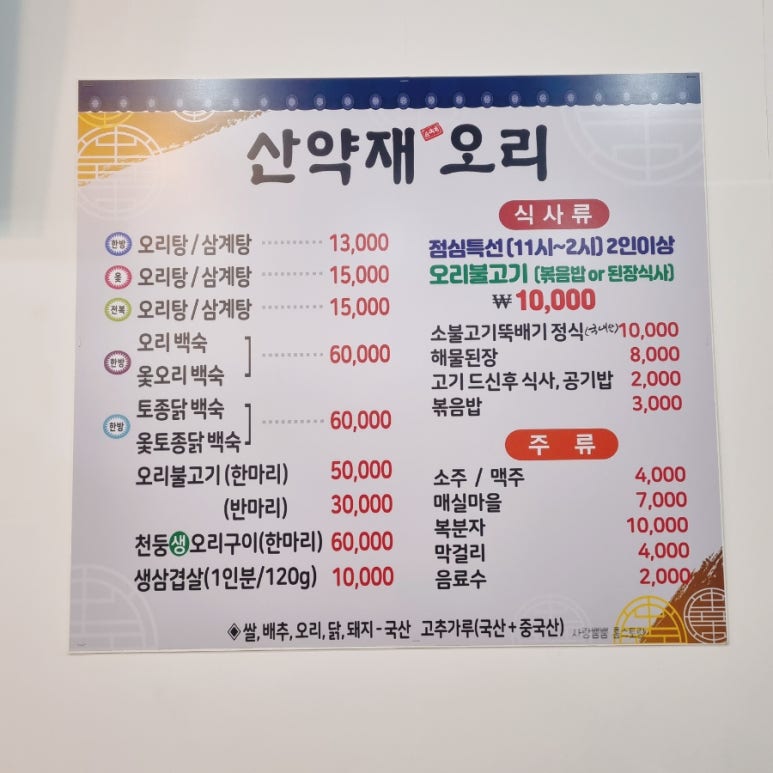 산약재 오리
한방 오리탕 / 삼계탕 ········· 13,000
옻 오리탕 / 삼계탕 ········· 15,000
전복 오리탕 / 삼계탕 ········· 15,000
한방 오리 백숙
옻오리 백숙 ········· 60,000
한방 토종닭 백숙
옻토종닭 백숙 ········· 60,000
오리불고기 (한마리) 50,000
(반마리) 30,000
천둥생오리구이(한마리) 60,000
생삼겹살(1인분/120g) 10,000
식 사 류
점심특선 (11시~2시) 2인이상
오리불고기 (볶음밥 or 된장식사)
₩ 10,000
소불고기뚝배기 정식(국내산) 10,000
해물된장 8,000
고기 드신후 식사, 공기밥 2,000
볶음밥 3,000
주 류
소주 / 맥주 4,000
매실마을 7,000
복분자 10,000
막걸리 4,000
음료수 2,000
◈쌀, 배추, 오리, 닭, 돼지 - 국산 고추가루(국산 + 중국산)